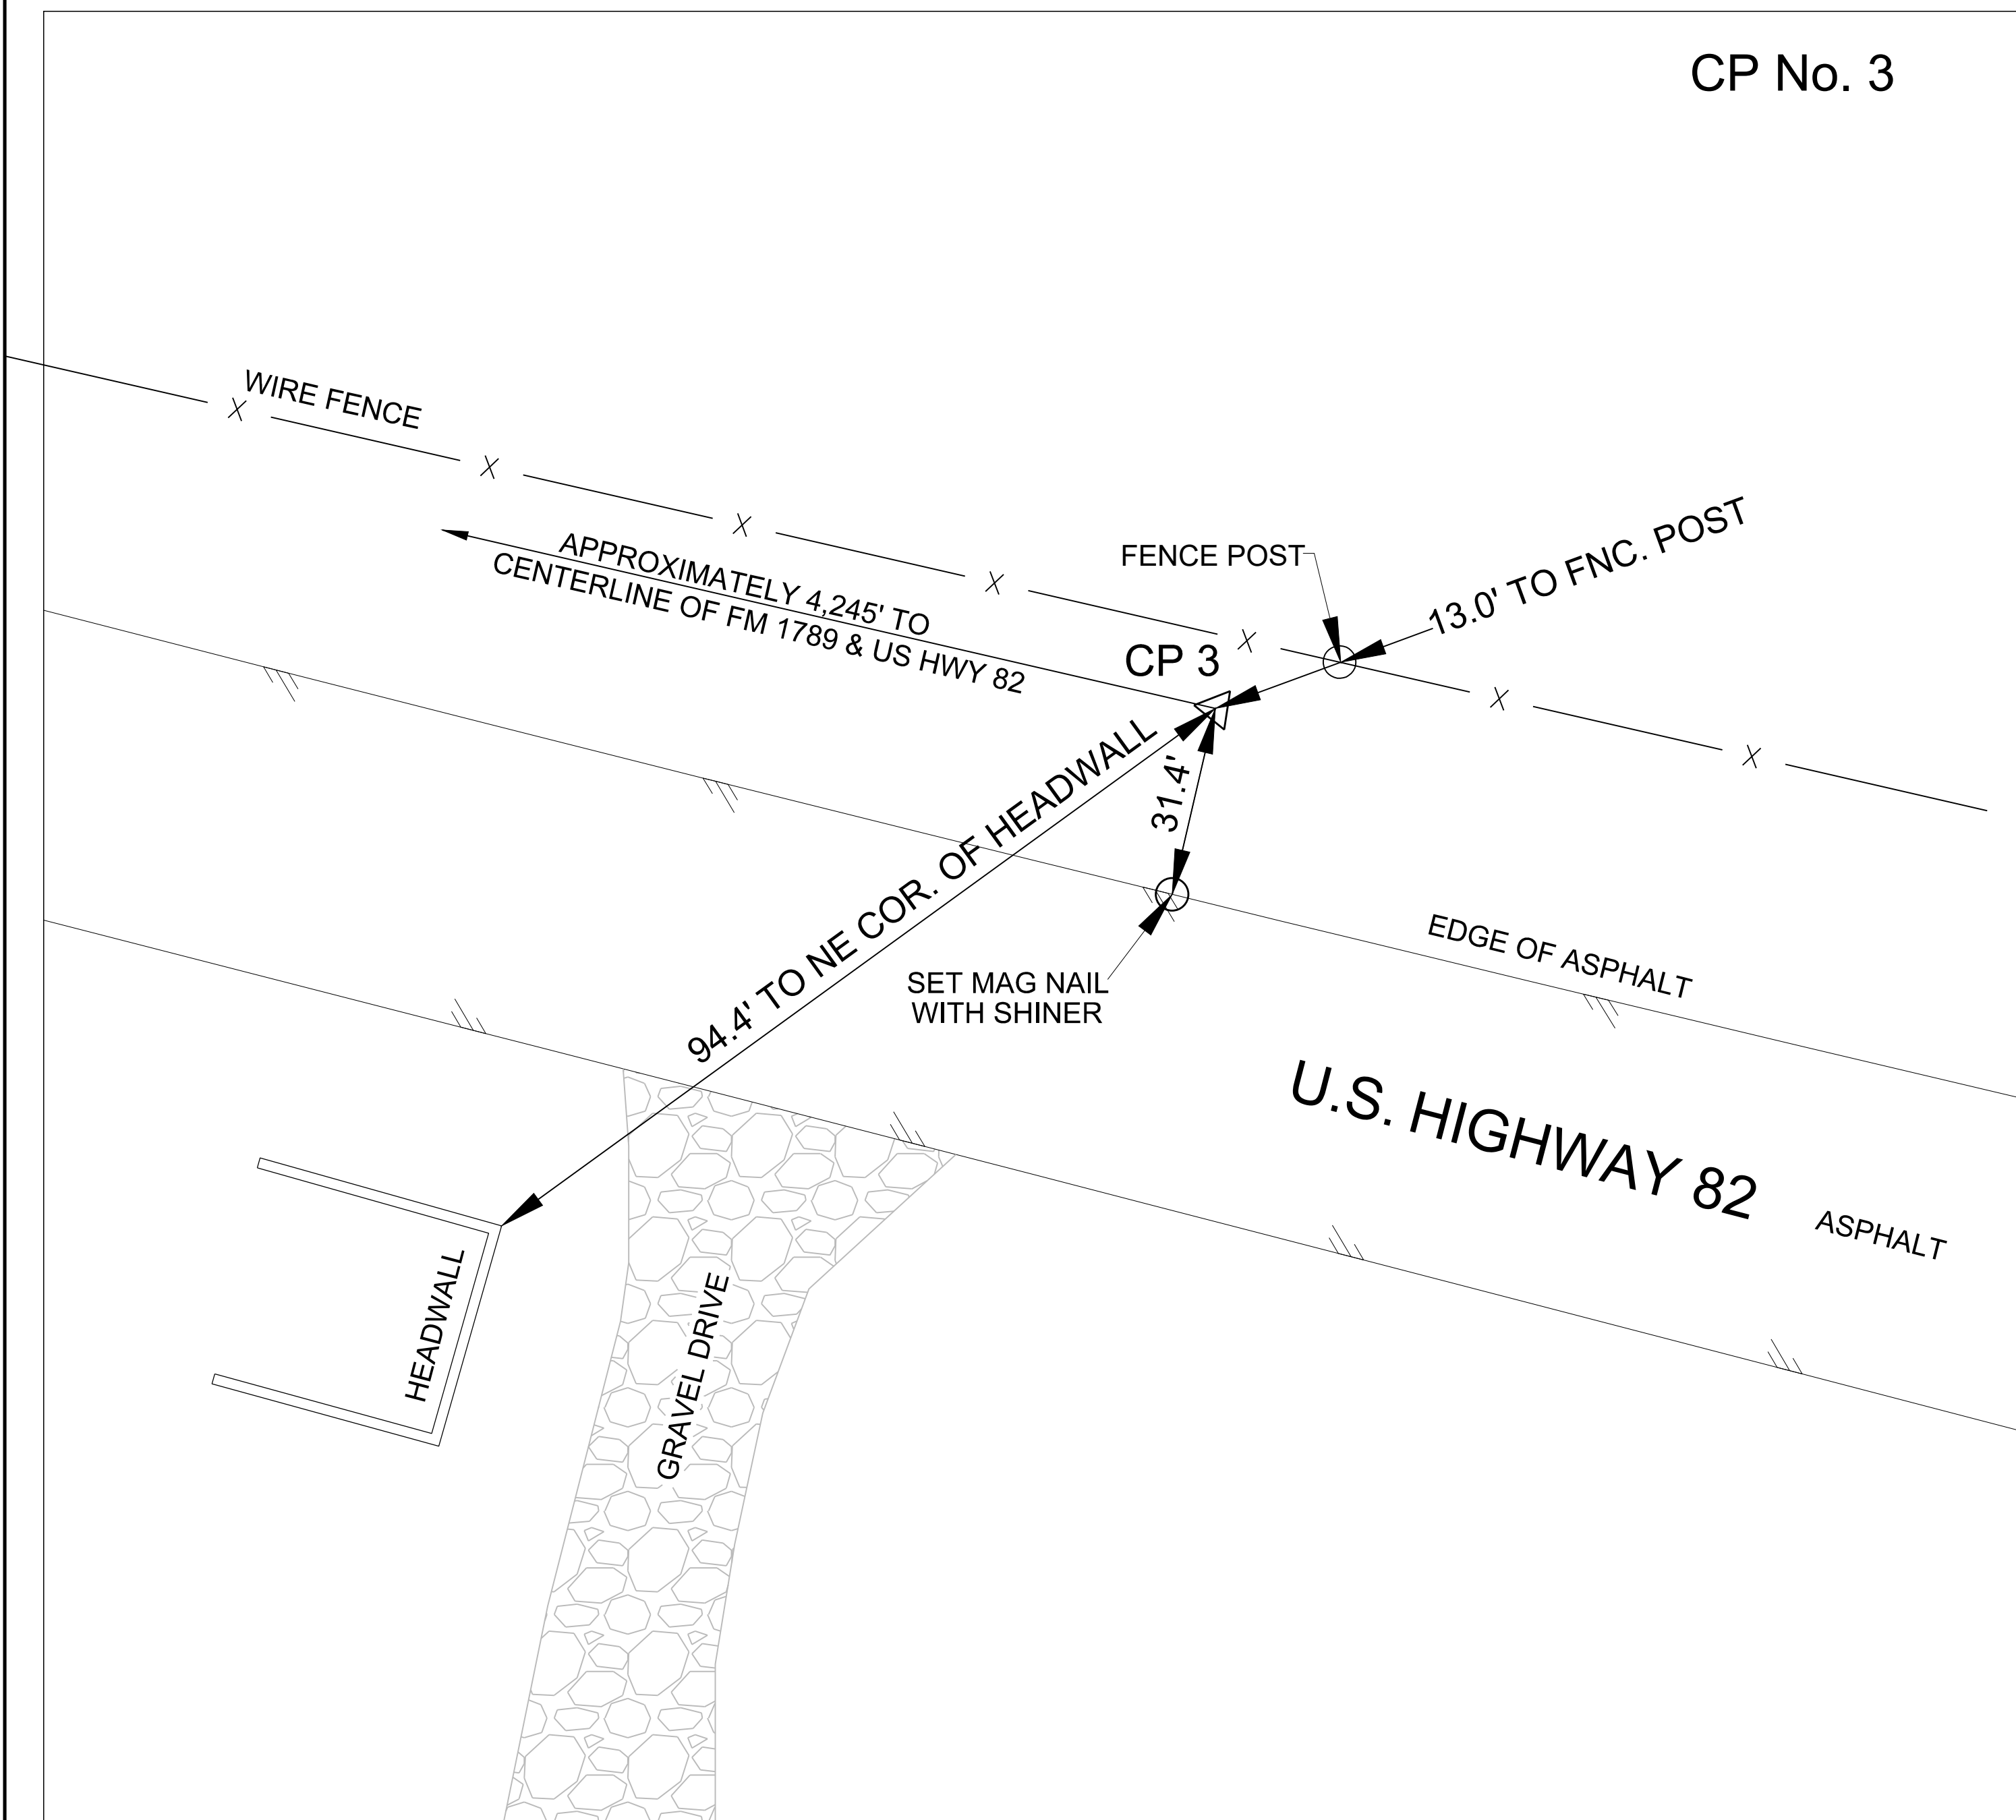 CP No. 3
WIRE FENCE
APPROXIMATELY 4,245' TO
CENTERLINE OF FM 1789 & US HWY 82
FENCE POST
13.0' TO FNC. POST
CP 3
94.4' TO NE COR. OF HEADWALL
31.4'
SET MAG NAIL
WITH SHINER
EDGE OF ASPHALT
U.S. HIGHWAY 82
ASPHALT
HEADWALL
GRAVEL DRIVE